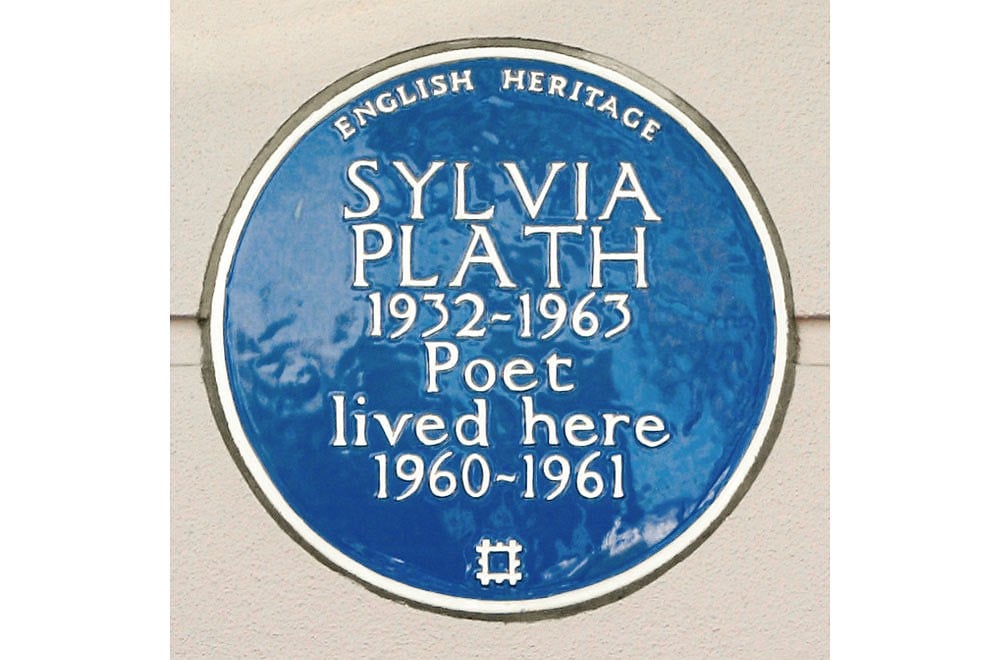 ENGLISH HERITAGE
SYLVIA
PLATH
1932-1963
Poet
lived here
1960-1961